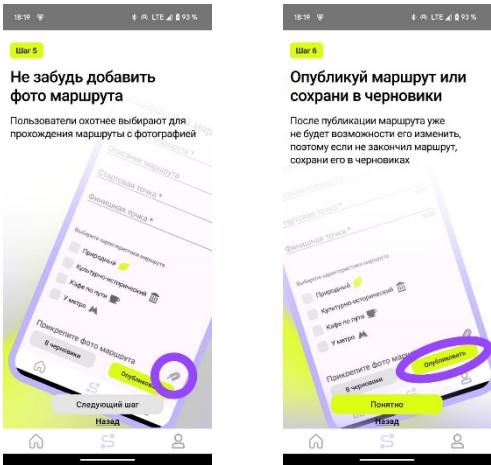 18:19
LTE 93 %
Шаг 5
Не забудь добавить
фото маршрута
Пользователи охотнее выбирают для
прохождения маршруты с фотографией
Описание маршрута
Стартовая точка *
Финишная точка *
Выберите характеристики маршрута
Природный
Культурно-исторический
Кафе по пути
У метро
Прикрепите фото маршрута
В черновики
Опубликовать
Следующий шаг
Назад
18:19
LTE 93 %
Шаг 6
Опубликуй маршрут или
сохрани в черновики
После публикации маршрута уже
не будет возможности его изменить,
поэтому если не закончил маршрут,
сохрани его в черновиках
Стартовая точка *
Финишная точка *
Выберите характеристики маршрута
Природный
Культурно-исторический
Кафе по пути
У метро
Прикрепите фото
В черновики
Опубликовать
Понятно
Назад